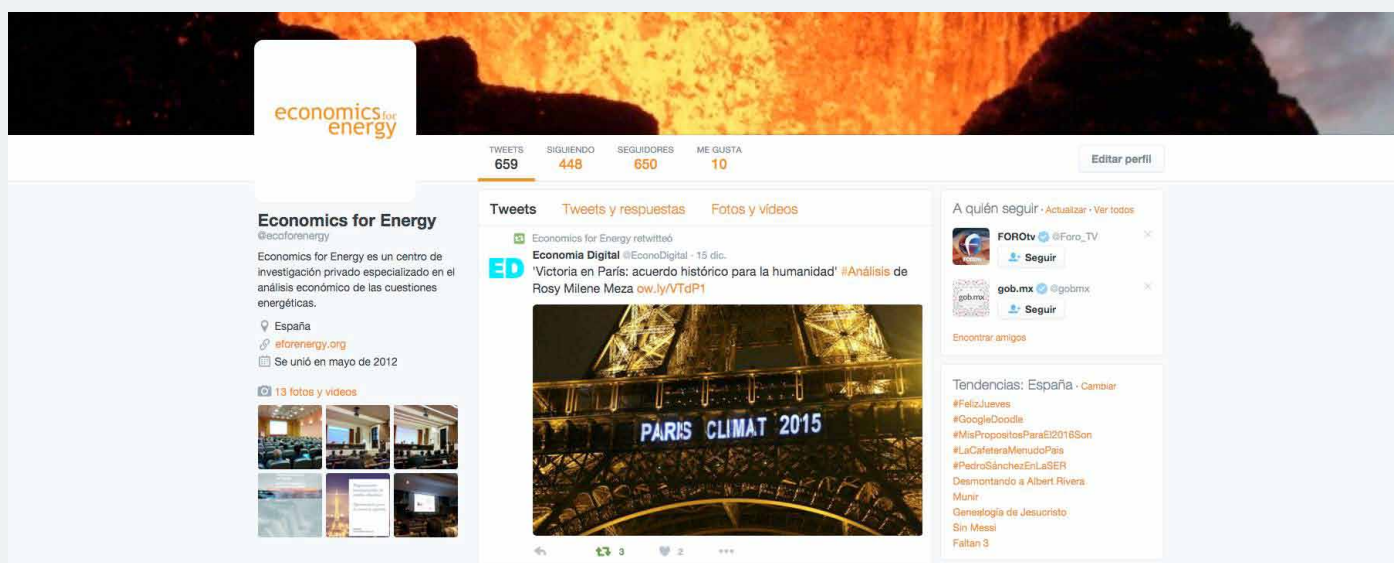 economics for
energy
TWEETS SIGUIENDO SEGUIDORES ME GUSTA
659 448 650 10
Editar perfil
Economics for Energy
@ecoforenergy
Economics for Energy es un centro de
investigación privado especializado en el
análisis económico de las cuestiones
energéticas.
España
eforenergy.org
Se unió en mayo de 2012
13 fotos y vídeos
Tweets Tweets y respuestas Fotos y vídeos
Economics for Energy retwitteó
ED
Economia Digital @EconoDigital · 15 dic.
'Victoria en París: acuerdo histórico para la humanidad' #Análisis de
Rosy Milene Meza ow.ly/VTdP1
PARIS CLIMAT 2015
3 2
A quién seguir · Actualizar · Ver todos
FOROtv @Foro_TV
Seguir
gob.mx
gob.mx @gobmx
Seguir
Encontrar amigos
Tendencias: España · Cambiar
#FelizJueves
#GoogleDoodle
#MisPropositosParaEl2016Son
#LaCafeteraMenudoPais
#PedroSánchezEnLaSER
Desmontando a Albert Rivera
Munir
Genealogía de Jesucristo
Sin Messi
Faltan 3